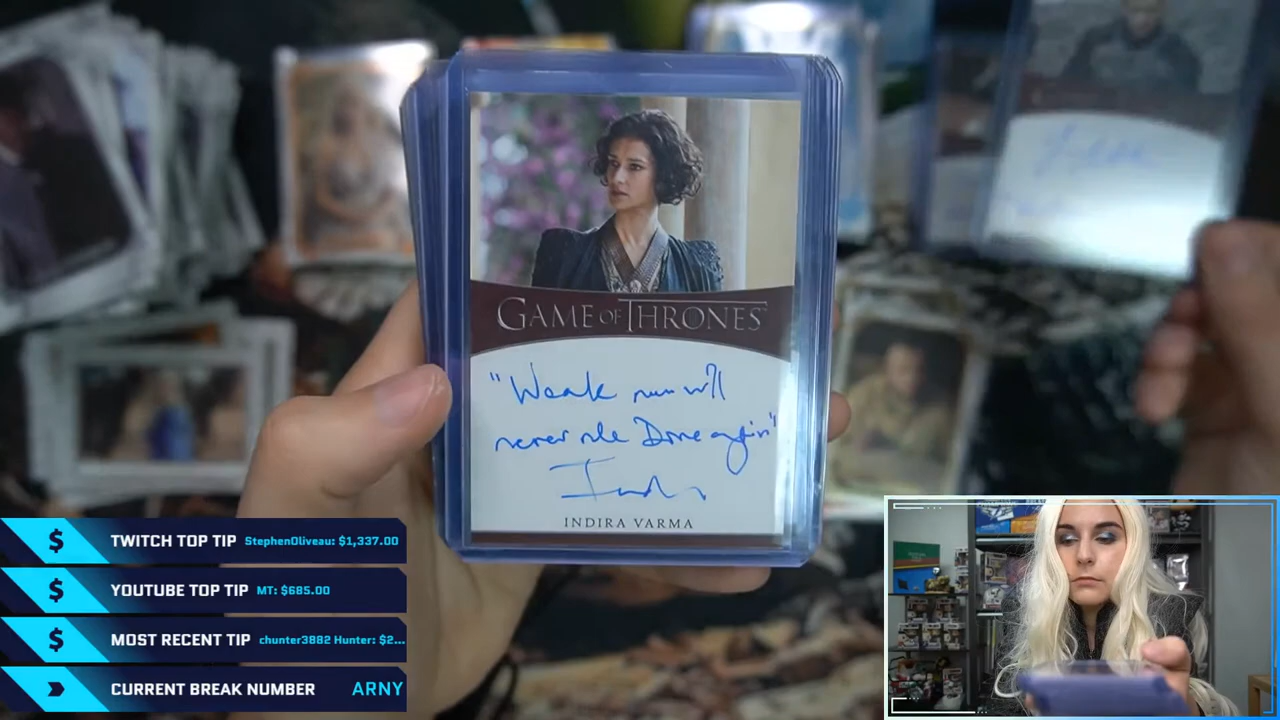 GAME OF THRONES
"Weak men will
never rule Dorne again"
INDIRA VARMA
$ TWITCH TOP TIP StephenOliveau: $1,337.00
$ YOUTUBE TOP TIP MT: $685.00
$ MOST RECENT TIP chunter3882 Hunter: $2...
CURRENT BREAK NUMBER ARNY